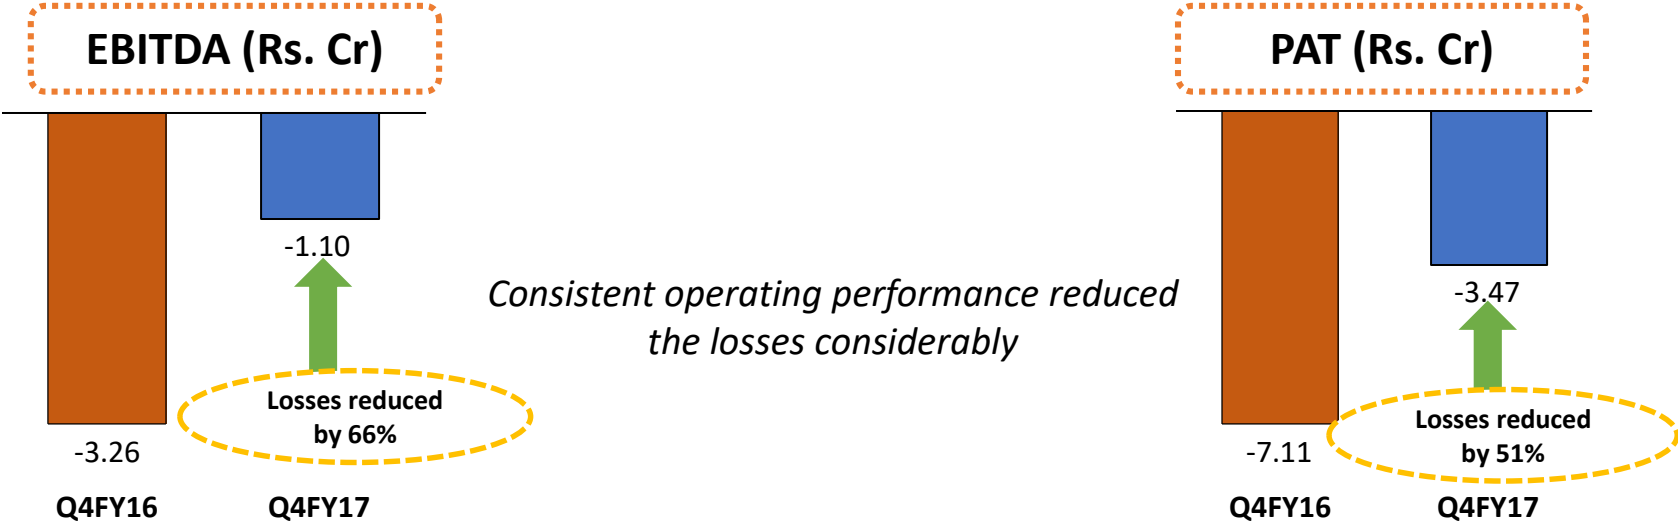 EBITDA (Rs. Cr)
-1.10
Losses reduced
by 66%
-3.26
Q4FY16
Q4FY17
Consistent operating performance reduced
the losses considerably
PAT (Rs. Cr)
-3.47
Losses reduced
by 51%
-7.11
Q4FY16
Q4FY17